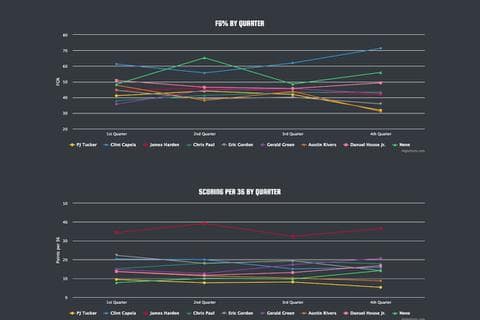 FG% BY QUARTER
80
70
60
50
40
30
20
FG%
1st Quarter 2nd Quarter 3rd Quarter 4th Quarter
PJ Tucker Clint Capela James Harden Chris Paul Eric Gordon Gerald Green Austin Rivers Danuel House Jr. Nene
SCORING PER 36 BY QUARTER
50
40
30
20
10
0
Points per 36
1st Quarter 2nd Quarter 3rd Quarter 4th Quarter
PJ Tucker Clint Capela James Harden Chris Paul Eric Gordon Gerald Green Austin Rivers Danuel House Jr. Nene